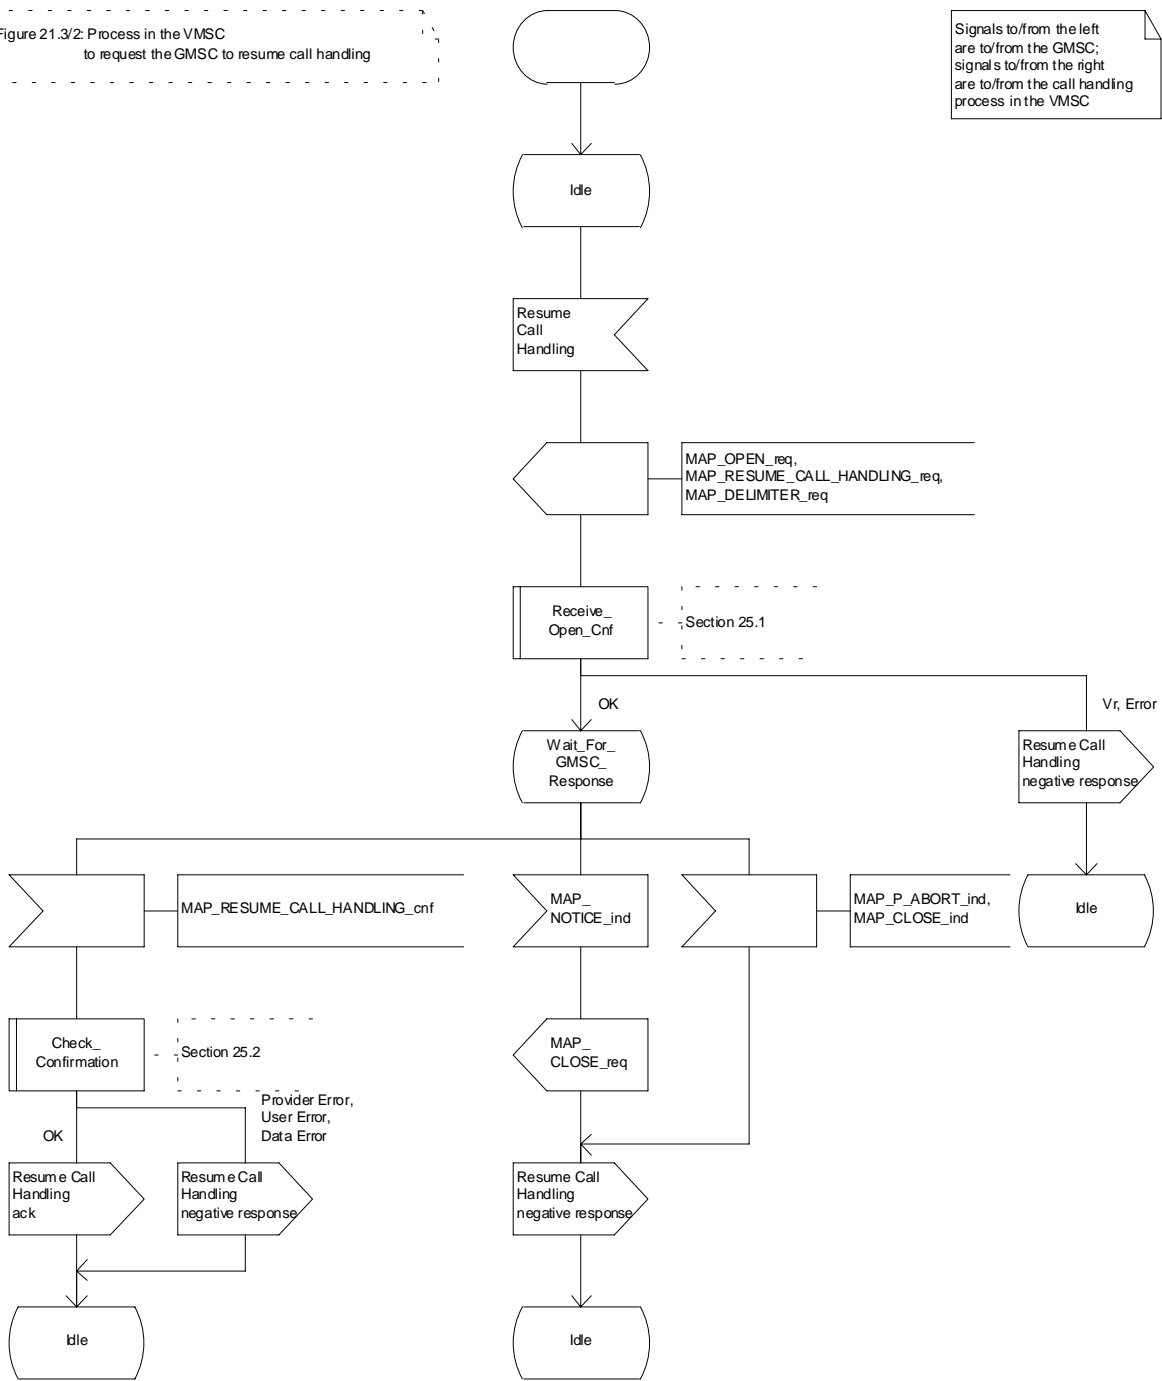 Figure 21.3/2: Process in the VMSC
to request the GMSC to resume call handling
Signals to/from the left
are to/from the GMSC;
signals to/from the right
are to/from the call handling
process in the VMSC
Idle
Resume
Call
Handling
MAP_OPEN_req,
MAP_RESUME_CALL_HANDLING_req,
MAP_DELIMITER_req
Receive_
Open_Cnf
Section 25.1
OK
Vr, Error
Wait_For_
GMSC_
Response
Resume Call
Handling
negative response
MAP_RESUME_CALL_HANDLING_cnf
MAP_
NOTICE_ind
MAP_P_ABORT_ind,
MAP_CLOSE_ind
Idle
Check_
Confirmation
Section 25.2
MAP_
CLOSE_req
Provider Error,
User Error,
Data Error
OK
Resume Call
Handling
ack
Resume Call
Handling
negative response
Resume Call
Handling
negative response
Idle
Idle